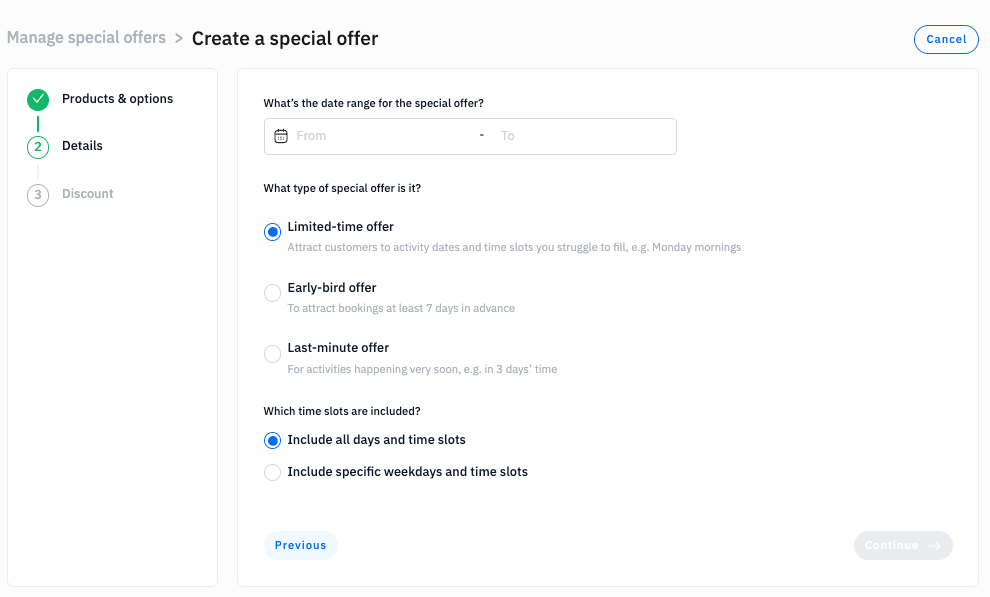 Manage special offers > Create a special offer
Cancel
Products & options
2 Details
3 Discount
What's the date range for the special offer?
From - To
What type of special offer is it?
Limited-time offer
Attract customers to activity dates and time slots you struggle to fill, e.g. Monday mornings
Early-bird offer
To attract bookings at least 7 days in advance
Last-minute offer
For activities happening very soon, e.g. in 3 days' time
Which time slots are included?
Include all days and time slots
Include specific weekdays and time slots
Previous
Continue →